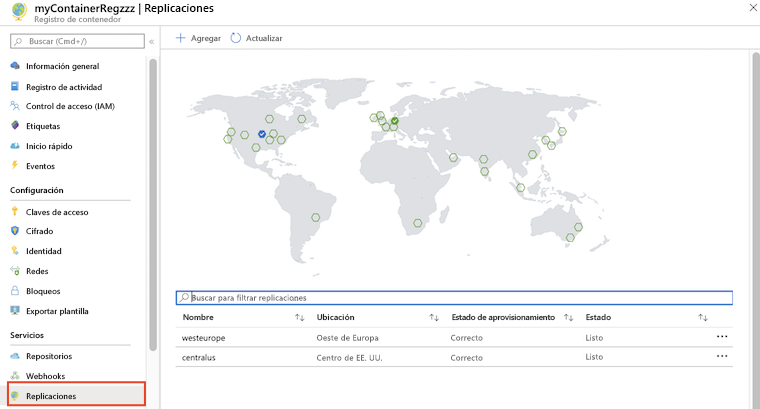 myContainerRegzzz | Replicaciones
Registro de contenedor
Buscar (Cmd+/)
Información general
Registro de actividad
Control de acceso (IAM)
Etiquetas
Inicio rápido
Eventos
Configuración
Claves de acceso
Cifrado
Identidad
Redes
Bloqueos
Exportar plantilla
Servicios
Repositorios
Webhooks
Replicaciones
Agregar Actualizar
Buscar para filtrar replicaciones
Nombre Ubicación Estado de aprovisionamiento Estado
westeurope Oeste de Europa Correcto Listo
centralus Centro de EE. UU. Correcto Listo